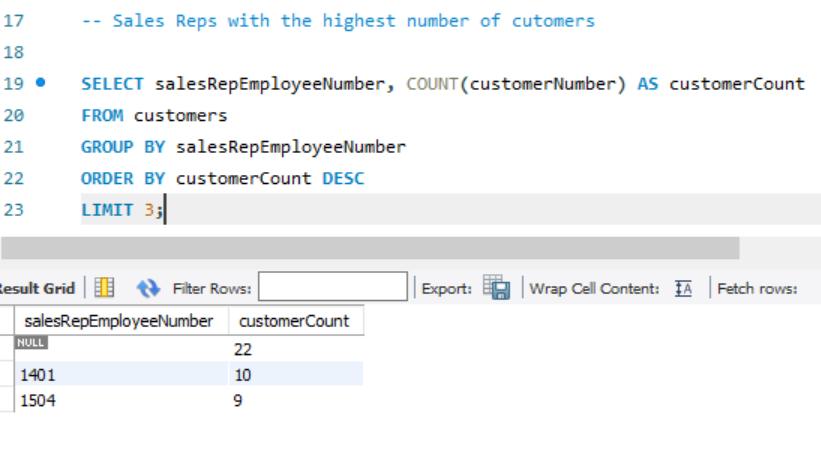 17 -- Sales Reps with the highest number of cutomers
18
19 SELECT salesRepEmployeeNumber, COUNT(customerNumber) AS customerCount
20 FROM customers
21 GROUP BY salesRepEmployeeNumber
22 ORDER BY customerCount DESC
23 LIMIT 3;
Result Grid Filter Rows: Export: Wrap Cell Content: IA Fetch rows:
salesRepEmployeeNumber customerCount
NULL 22
1401 10
1504 9